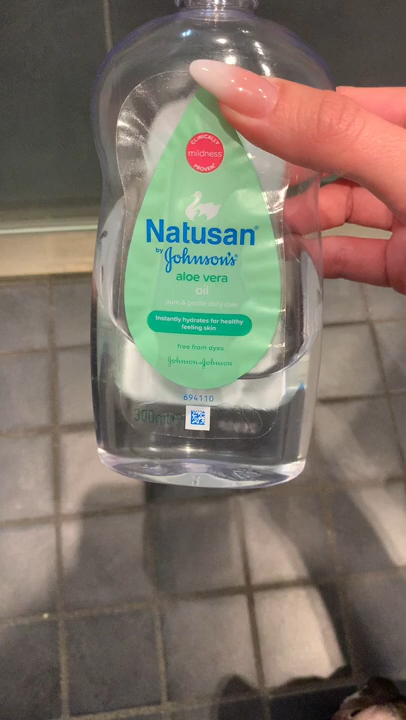 CLINICALLY
mildness
PROVEN
Natusan®
by Johnson's®
aloe vera
oil
pure & gentle daily care
Instantly hydrates for healthy
feeling skin
free from dyes
Johnson & Johnson
694110
300ml